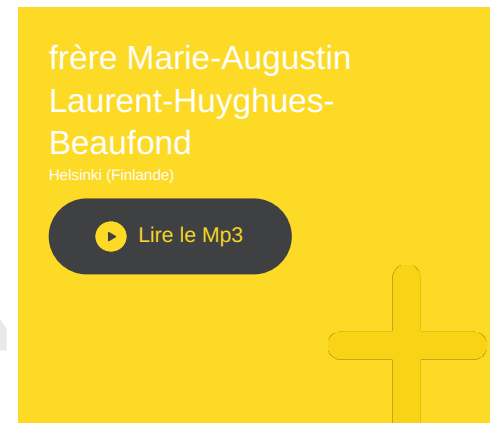 frère Marie-Augustin
Laurent-Huyghues-
Beaufond
Helsinki (Finlande)
Lire le Mp3